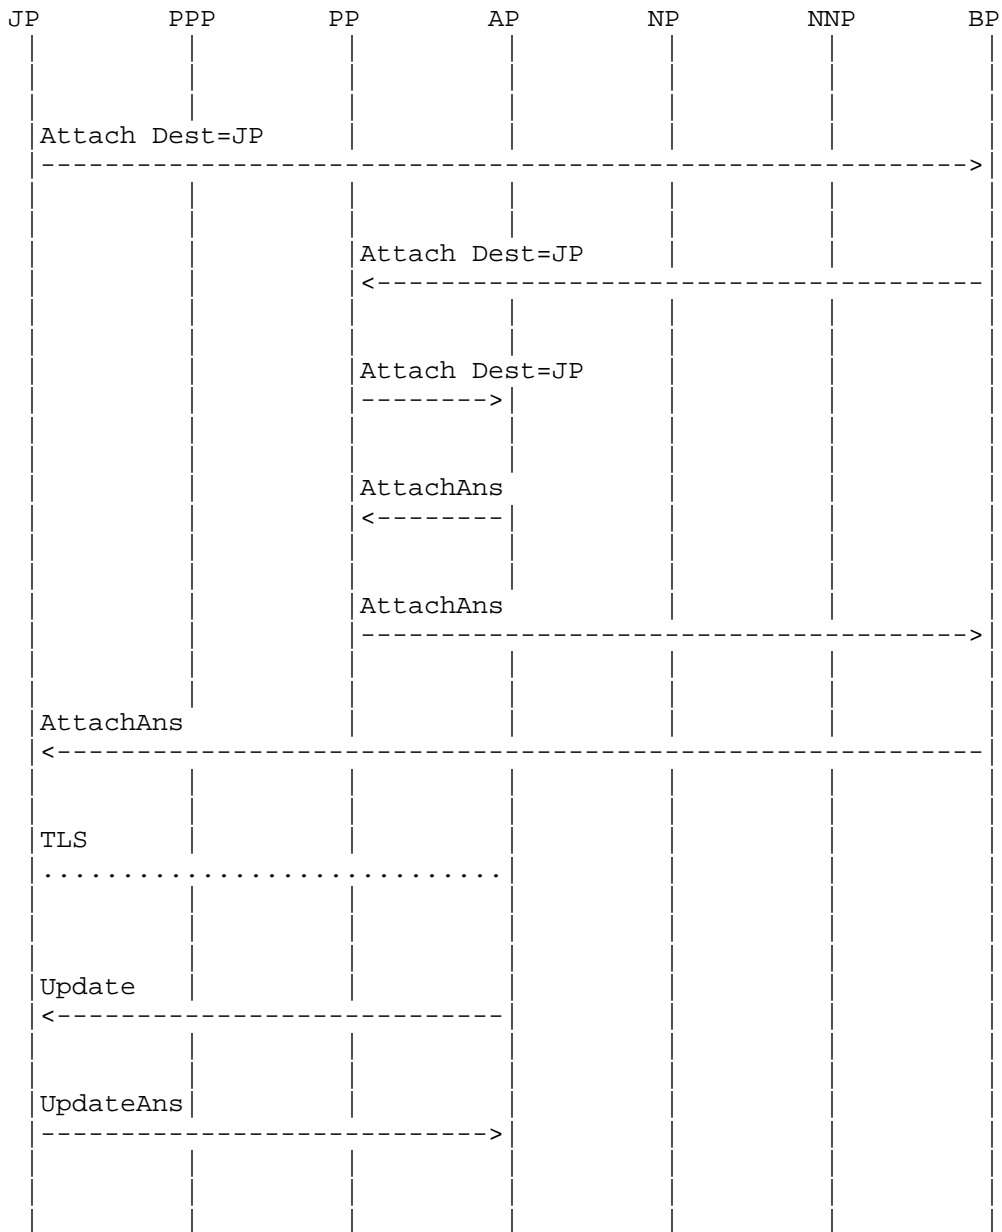 JP PPP PP AP NP NNP BP
Attach Dest=JP
Attach Dest=JP
Attach Dest=JP
AttachAns
AttachAns
AttachAns
TLS
Update
UpdateAns